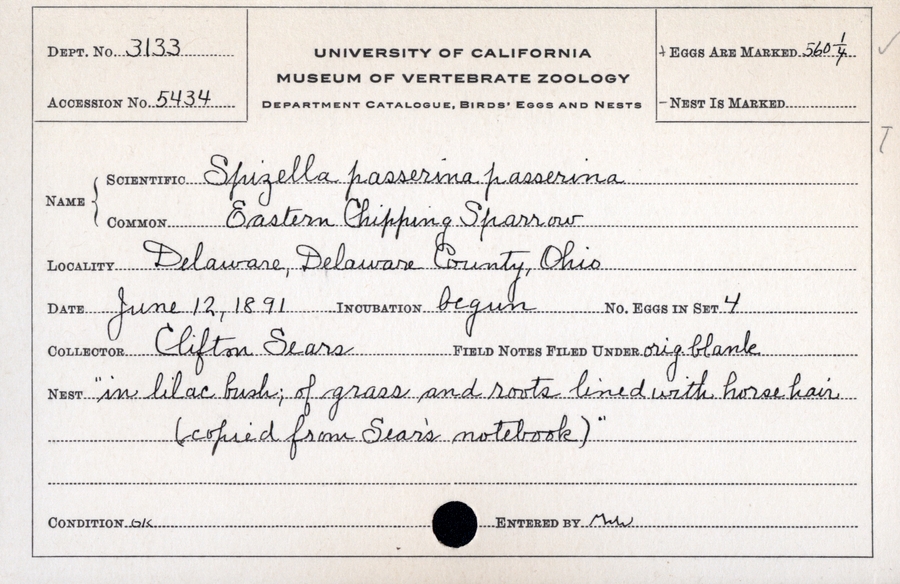 DEPT. NO. 3133
ACCESSION NO. 5434
UNIVERSITY OF CALIFORNIA
MUSEUM OF VERTEBRATE ZOOLOGY
DEPARTMENT CATALOGUE, BIRDS' EGGS AND NESTS
+ EGGS ARE MARKED 560 1/4
– NEST IS MARKED
NAME
SCIENTIFIC Spizella passerina passerina
COMMON Eastern Chipping Sparrow
LOCALITY Delaware, Delaware County, Ohio
DATE June 12, 1891 INCUBATION begun NO. EGGS IN SET 4
COLLECTOR Clifton Sears FIELD NOTES FILED UNDER orig. blank
NEST "in lilac bush; of grass and roots lined with horse hair
(copied from Sear's notebook)"
CONDITION OK ENTERED BY